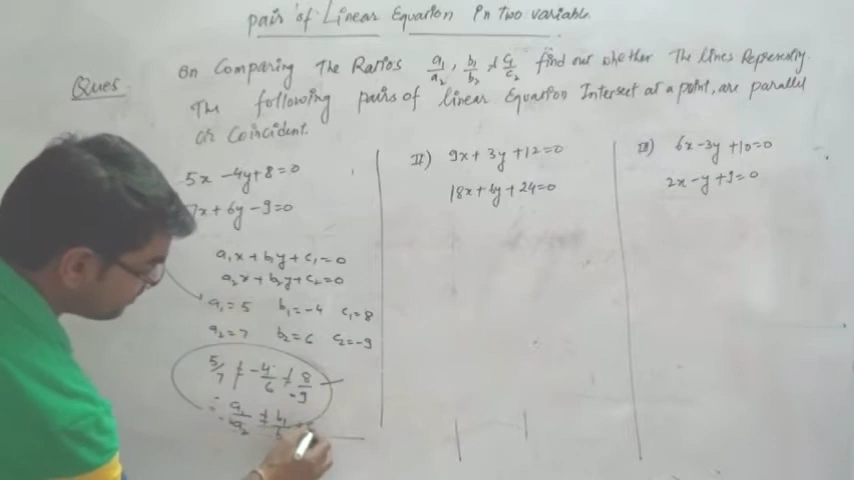 Pair of Linear Equation in two variable
Ques
On Comparing The Ratios a₁/a₂, b₁/b₂ & c₁/c₂ find out whether The lines Representing
The following pairs of linear Equation Intersect at a point, are parallel
or Coincident.
5x -4y+8=0
7x+6y-9=0
a₁x+b₁y+c₁=0
a₂x+b₂y+c₂=0
a₁=5 b₁=-4 c₁=8
a₂=7 b₂=6 c₂=-9
5/7 ≠ -4/6 ≠ 8/-9
∴ a₁/a₂ ≠ b₁/b
II) 9x+3y+12=0
18x+6y+24=0
III) 6x-3y+10=0
2x-y+9=0